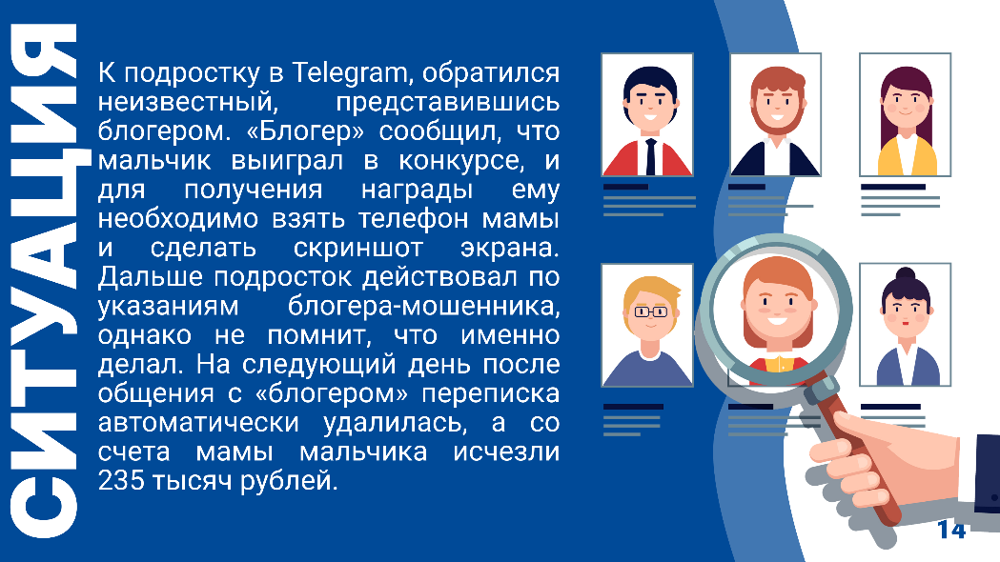 СИТУАЦИЯ
К подростку в Telegram, обратился
неизвестный, представившись
блогером. «Блогер» сообщил, что
мальчик выиграл в конкурсе, и
для получения награды ему
необходимо взять телефон мамы
и сделать скриншот экрана.
Дальше подросток действовал по
указаниям блогера-мошенника,
однако не помнит, что именно
делал. На следующий день после
общения с «блогером» переписка
автоматически удалилась, а со
счета мамы мальчика исчезли
235 тысяч рублей.
14